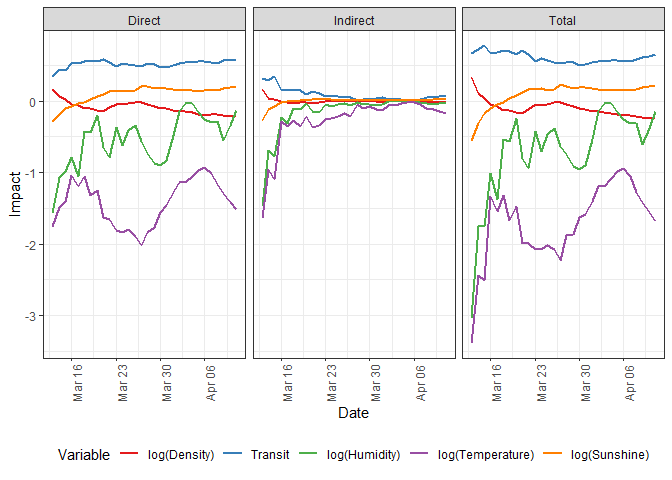 Direct Indirect Total
Impact
0
-1
-2
-3
Mar 16 Mar 23 Mar 30 Apr 06 Mar 16 Mar 23 Mar 30 Apr 06 Mar 16 Mar 23 Mar 30 Apr 06
Date
Variable log(Density) Transit log(Humidity) log(Temperature) log(Sunshine)